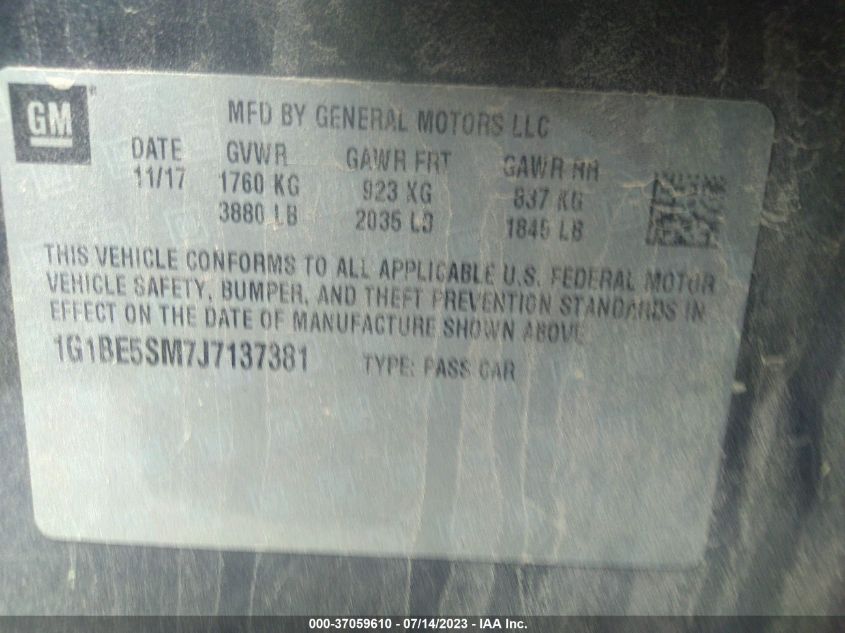 GM
MFD BY GENERAL MOTORS LLC
DATE GVWR GAWR FRT GAWR RR
11/17 1760 KG 923 KG 837 KG
3880 LB 2035 LB 1845 LB
THIS VEHICLE CONFORMS TO ALL APPLICABLE U.S. FEDERAL MOTOR
VEHICLE SAFETY, BUMPER, AND THEFT PREVENTION STANDARDS IN
EFFECT ON THE DATE OF MANUFACTURE SHOWN ABOVE
1G1BE5SM7J7137381 TYPE: PASS CAR
000-37059610 - 07/14/2023 - IAA Inc.